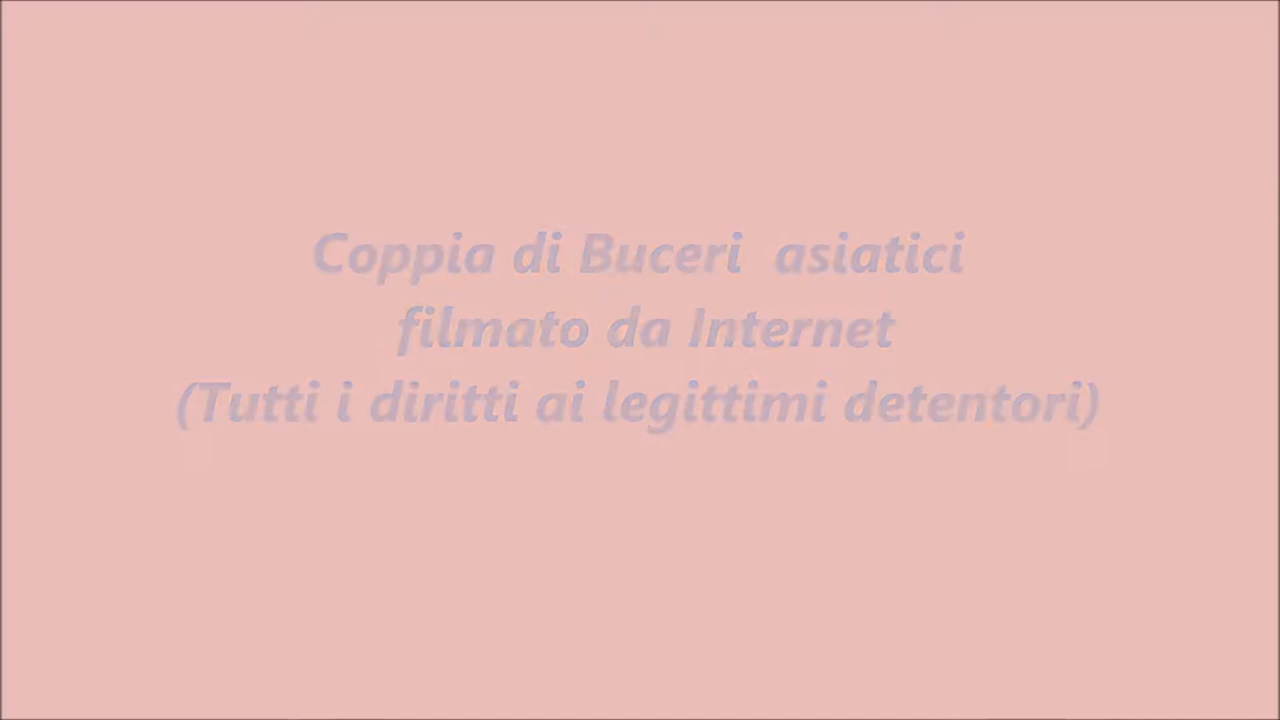 Coppia di Buceri  asiatici
filmato da Internet
(Tutti i diritti ai legittimi detentori)